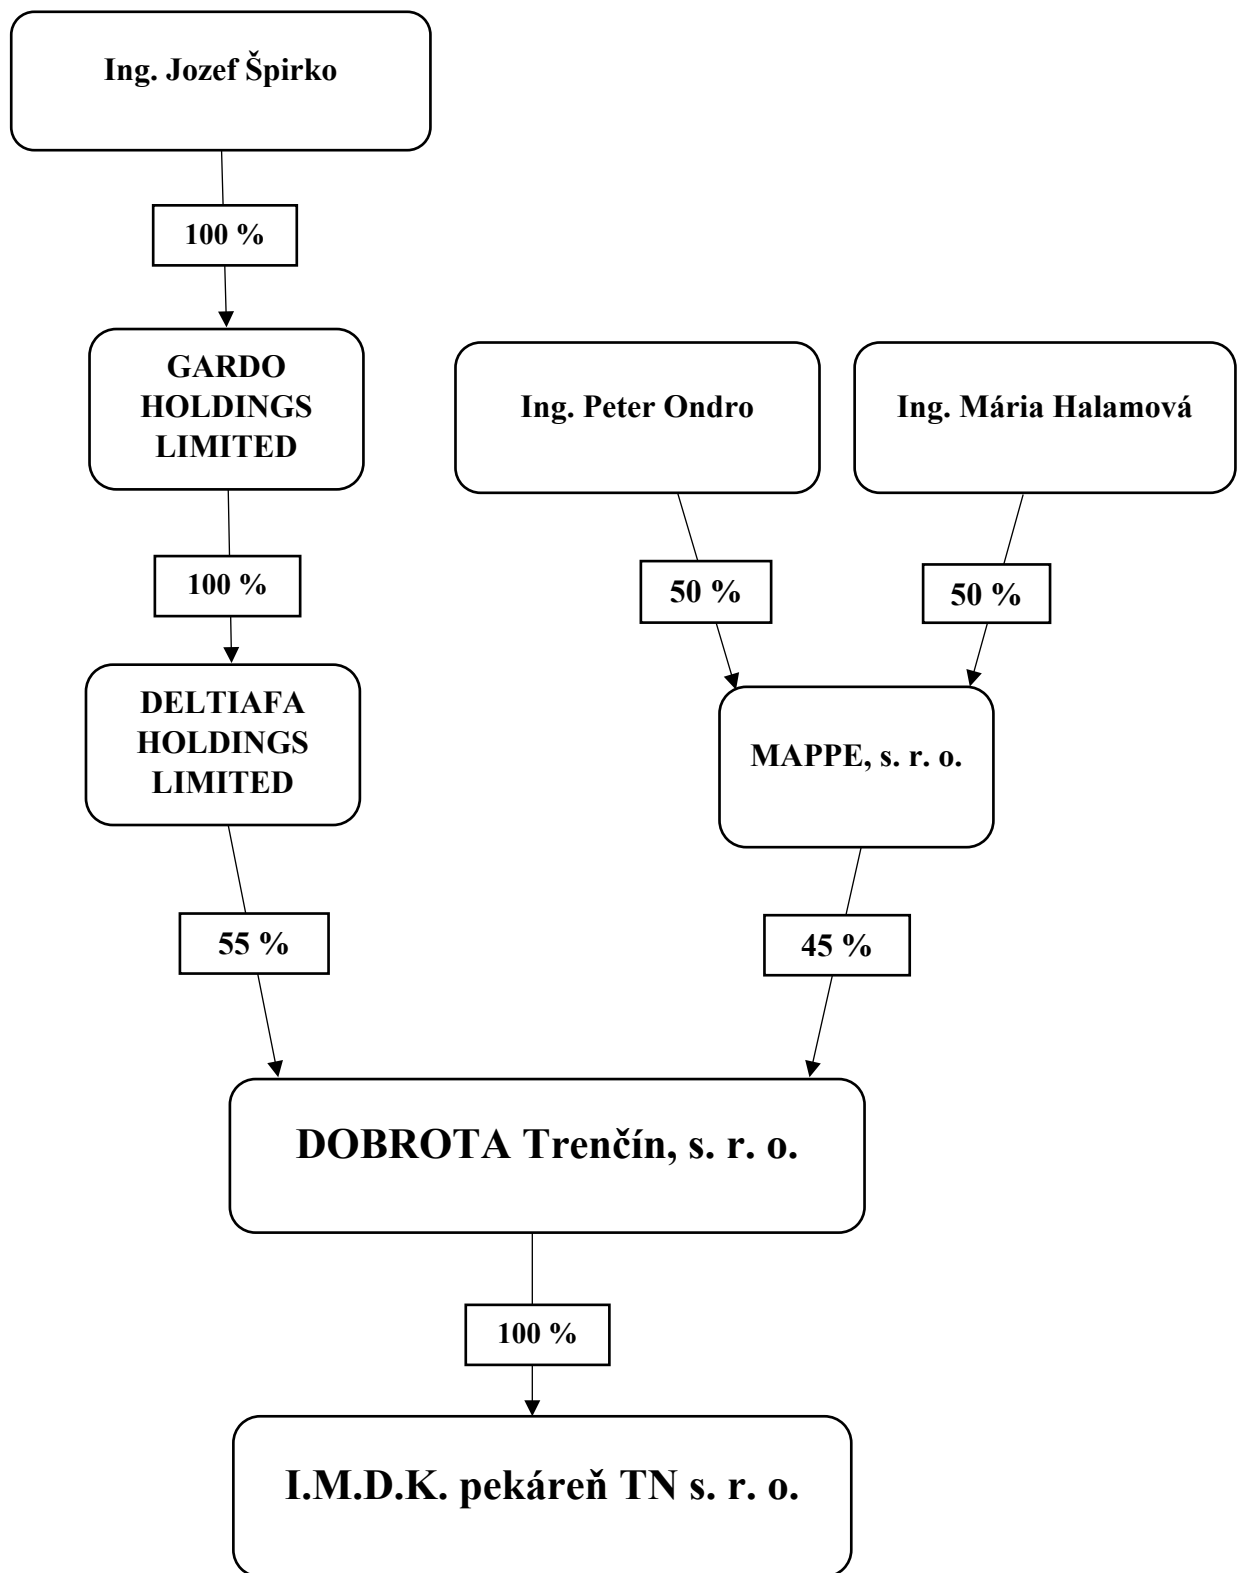 Ing. Jozef Špirko
100 %
GARDO
HOLDINGS
LIMITED
Ing. Peter Ondro
Ing. Mária Halamová
100 %
50 %
50 %
DELTIAFA
HOLDINGS
LIMITED
MAPPE, s. r. o.
55 %
45 %
DOBROTA Trenčín, s. r. o.
100 %
I.M.D.K. pekáreň TN s. r. o.